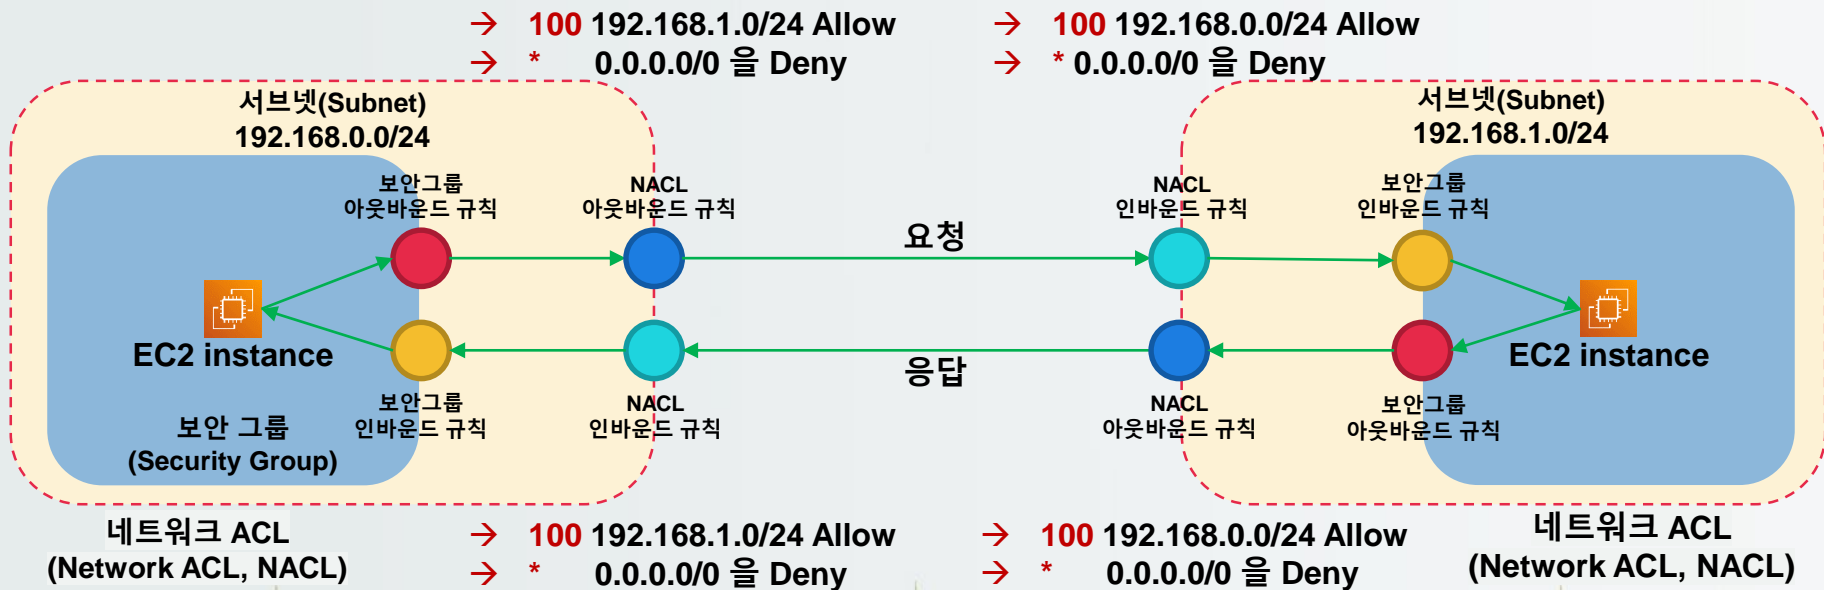 → 100 192.168.1.0/24 Allow
→ * 0.0.0.0/0 을 Deny
→ 100 192.168.0.0/24 Allow
→ * 0.0.0.0/0 을 Deny
서브넷(Subnet)
192.168.0.0/24
서브넷(Subnet)
192.168.1.0/24
보안그룹
아웃바운드 규칙
NACL
아웃바운드 규칙
NACL
인바운드 규칙
보안그룹
인바운드 규칙
요청
EC2 instance
EC2 instance
응답
보안그룹
인바운드 규칙
NACL
인바운드 규칙
NACL
아웃바운드 규칙
보안그룹
아웃바운드 규칙
보안 그룹
(Security Group)
네트워크 ACL
(Network ACL, NACL)
→ 100 192.168.1.0/24 Allow
→ * 0.0.0.0/0 을 Deny
→ 100 192.168.0.0/24 Allow
→ * 0.0.0.0/0 을 Deny
네트워크 ACL
(Network ACL, NACL)